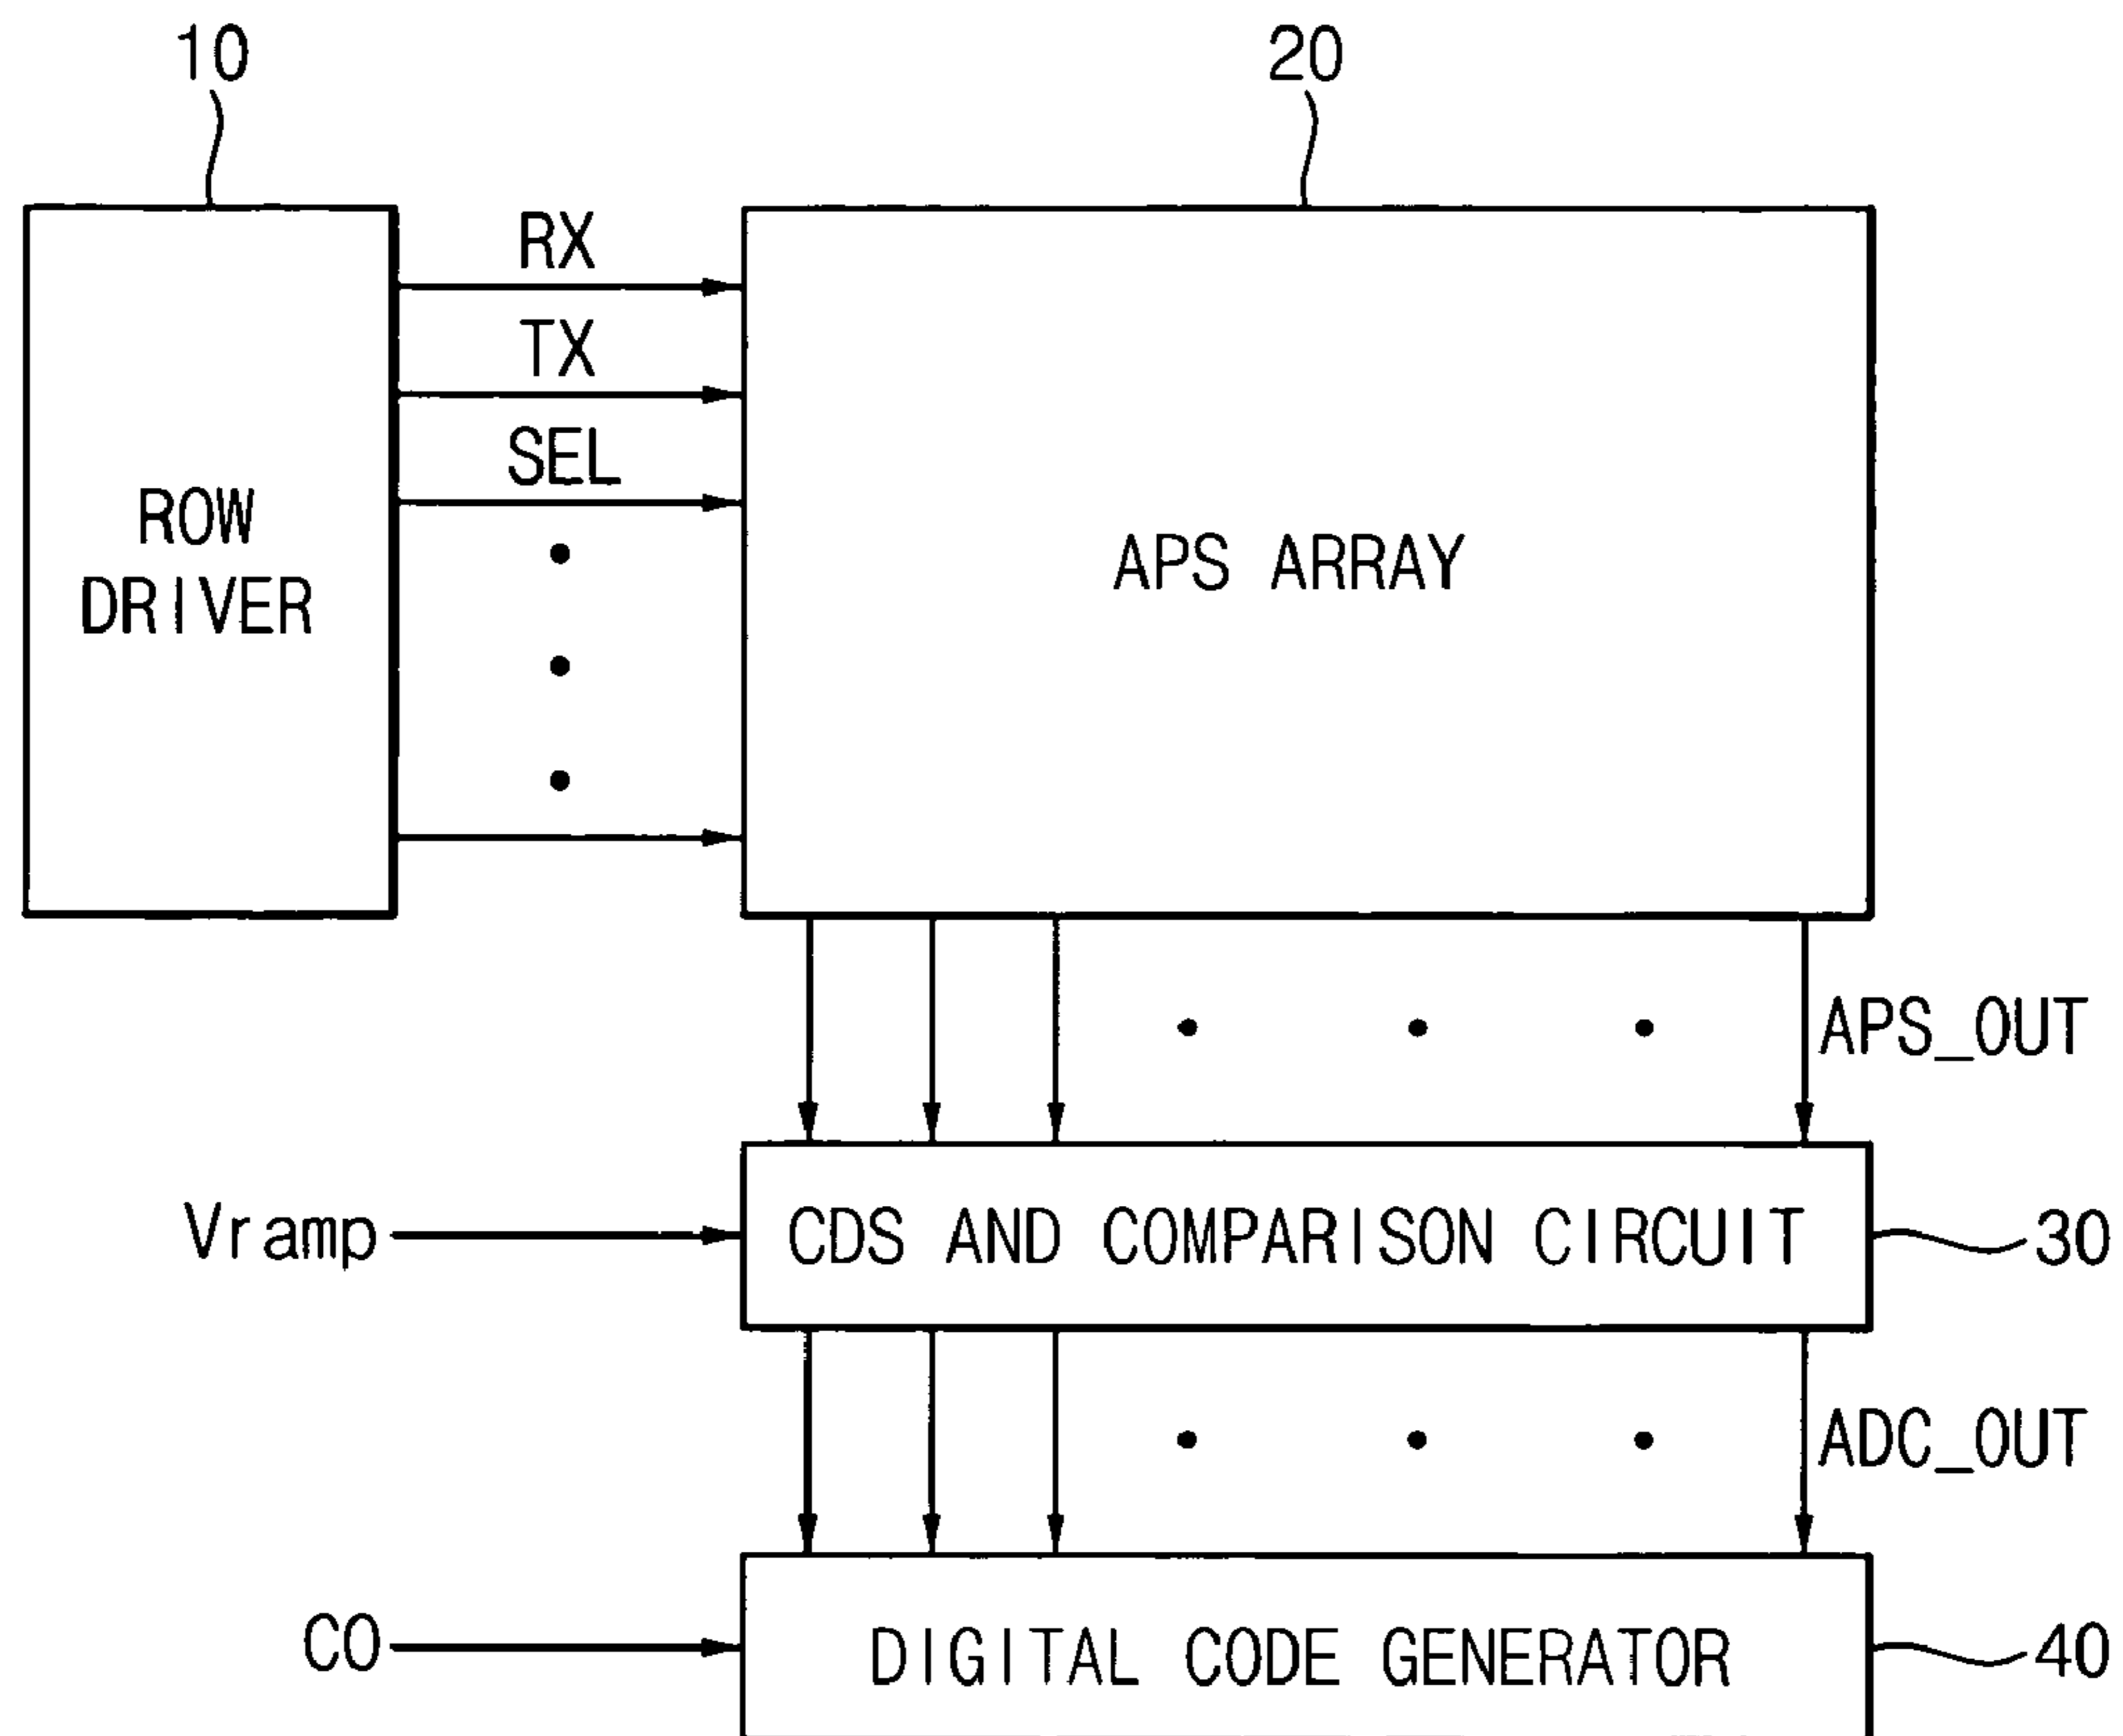 10
20
RX
TX
SEL
ROW
DRIVER
APS ARRAY
APS_OUT
Vramp
CDS AND COMPARISON CIRCUIT
30
ADC_OUT
CO
DIGITAL CODE GENERATOR
40